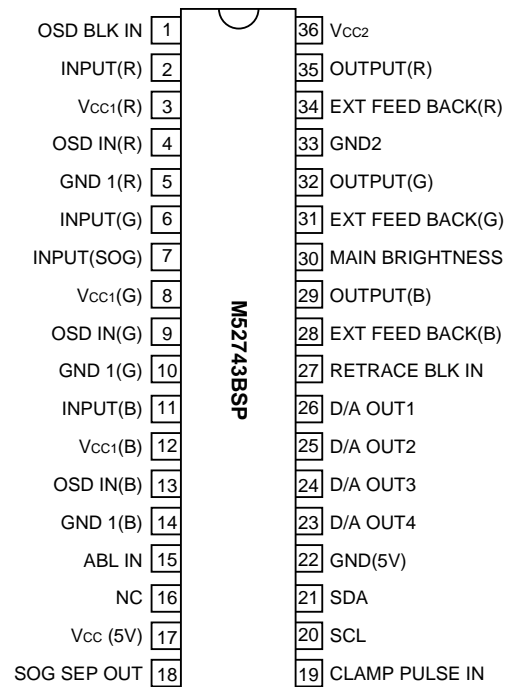 OSD BLK IN 1 36 VCC2
INPUT(R) 2 35 OUTPUT(R)
VCC1(R) 3 34 EXT FEED BACK(R)
OSD IN(R) 4 33 GND2
GND 1(R) 5 32 OUTPUT(G)
INPUT(G) 6 31 EXT FEED BACK(G)
INPUT(SOG) 7 30 MAIN BRIGHTNESS
VCC1(G) 8 29 OUTPUT(B)
OSD IN(G) 9 28 EXT FEED BACK(B)
GND 1(G) 10 27 RETRACE BLK IN
INPUT(B) 11 26 D/A OUT1
VCC1(B) 12 25 D/A OUT2
OSD IN(B) 13 24 D/A OUT3
GND 1(B) 14 23 D/A OUT4
ABL IN 15 22 GND(5V)
NC 16 21 SDA
VCC (5V) 17 20 SCL
SOG SEP OUT 18 19 CLAMP PULSE IN
M52743BSP